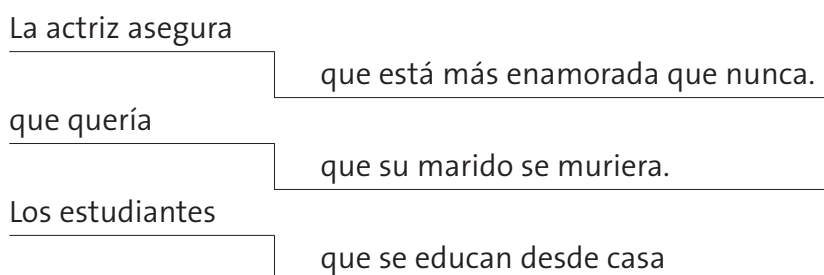 La actriz asegura
que está más enamorada que nunca.
que quería
que su marido se muriera.
Los estudiantes
que se educan desde casa